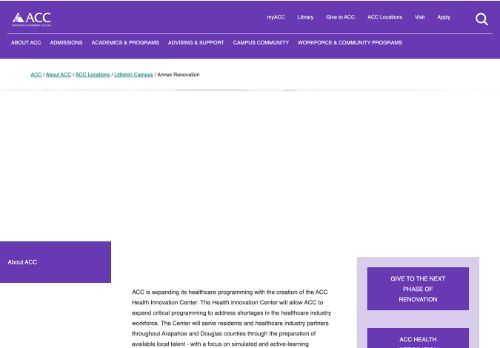 ACC
myACC Library Give to ACC ACC Locations Visit Apply
ABOUT ACC ADMISSIONS ACADEMICS & PROGRAMS ADVISING & SUPPORT CAMPUS COMMUNITY WORKFORCE & COMMUNITY PROGRAMS
ACC / About ACC / ACC Locations / Littleton Campus / Annex Renovation
About ACC
ACC is expanding its healthcare programming with the creation of the ACC
Health Innovation Center. The Health Innovation Center will allow ACC to
expand critical programming to address shortages in the healthcare industry
workforce. The Center will serve residents and healthcare industry partners
throughout Arapahoe and Douglas counties through the preparation of
available local talent - with a focus on simulated and active-learning
GIVE TO THE NEXT
PHASE OF
RENOVATION
ACC HEALTH